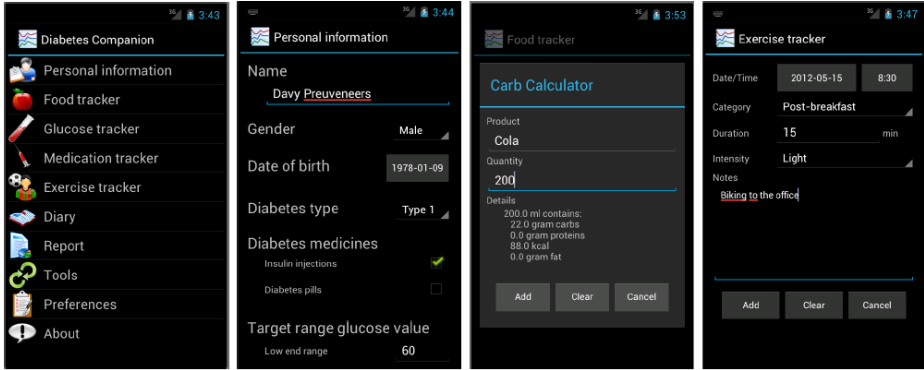 3G 3:43
Diabetes Companion
Personal information
Food tracker
Glucose tracker
Medication tracker
Exercise tracker
Diary
Report
Tools
Preferences
About
3G 3:44
Personal information
Name
Davy Preuveneers
Gender Male
Date of birth 1978-01-09
Diabetes type Type 1
Diabetes medicines
Insulin injections
Diabetes pills
Target range glucose value
Low end range 60
3G 3:53
Food tracker
Carb Calculator
Product
Cola
Quantity
200
Details
200.0 ml contains:
22.0 gram carbs
0.0 gram proteins
88.0 kcal
0.0 gram fat
Add Clear Cancel
3G 3:47
Exercise tracker
Date/Time 2012-05-15 8:30
Category Post-breakfast
Duration 15 min
Intensity Light
Notes
Biking to the office
Add Clear Cancel